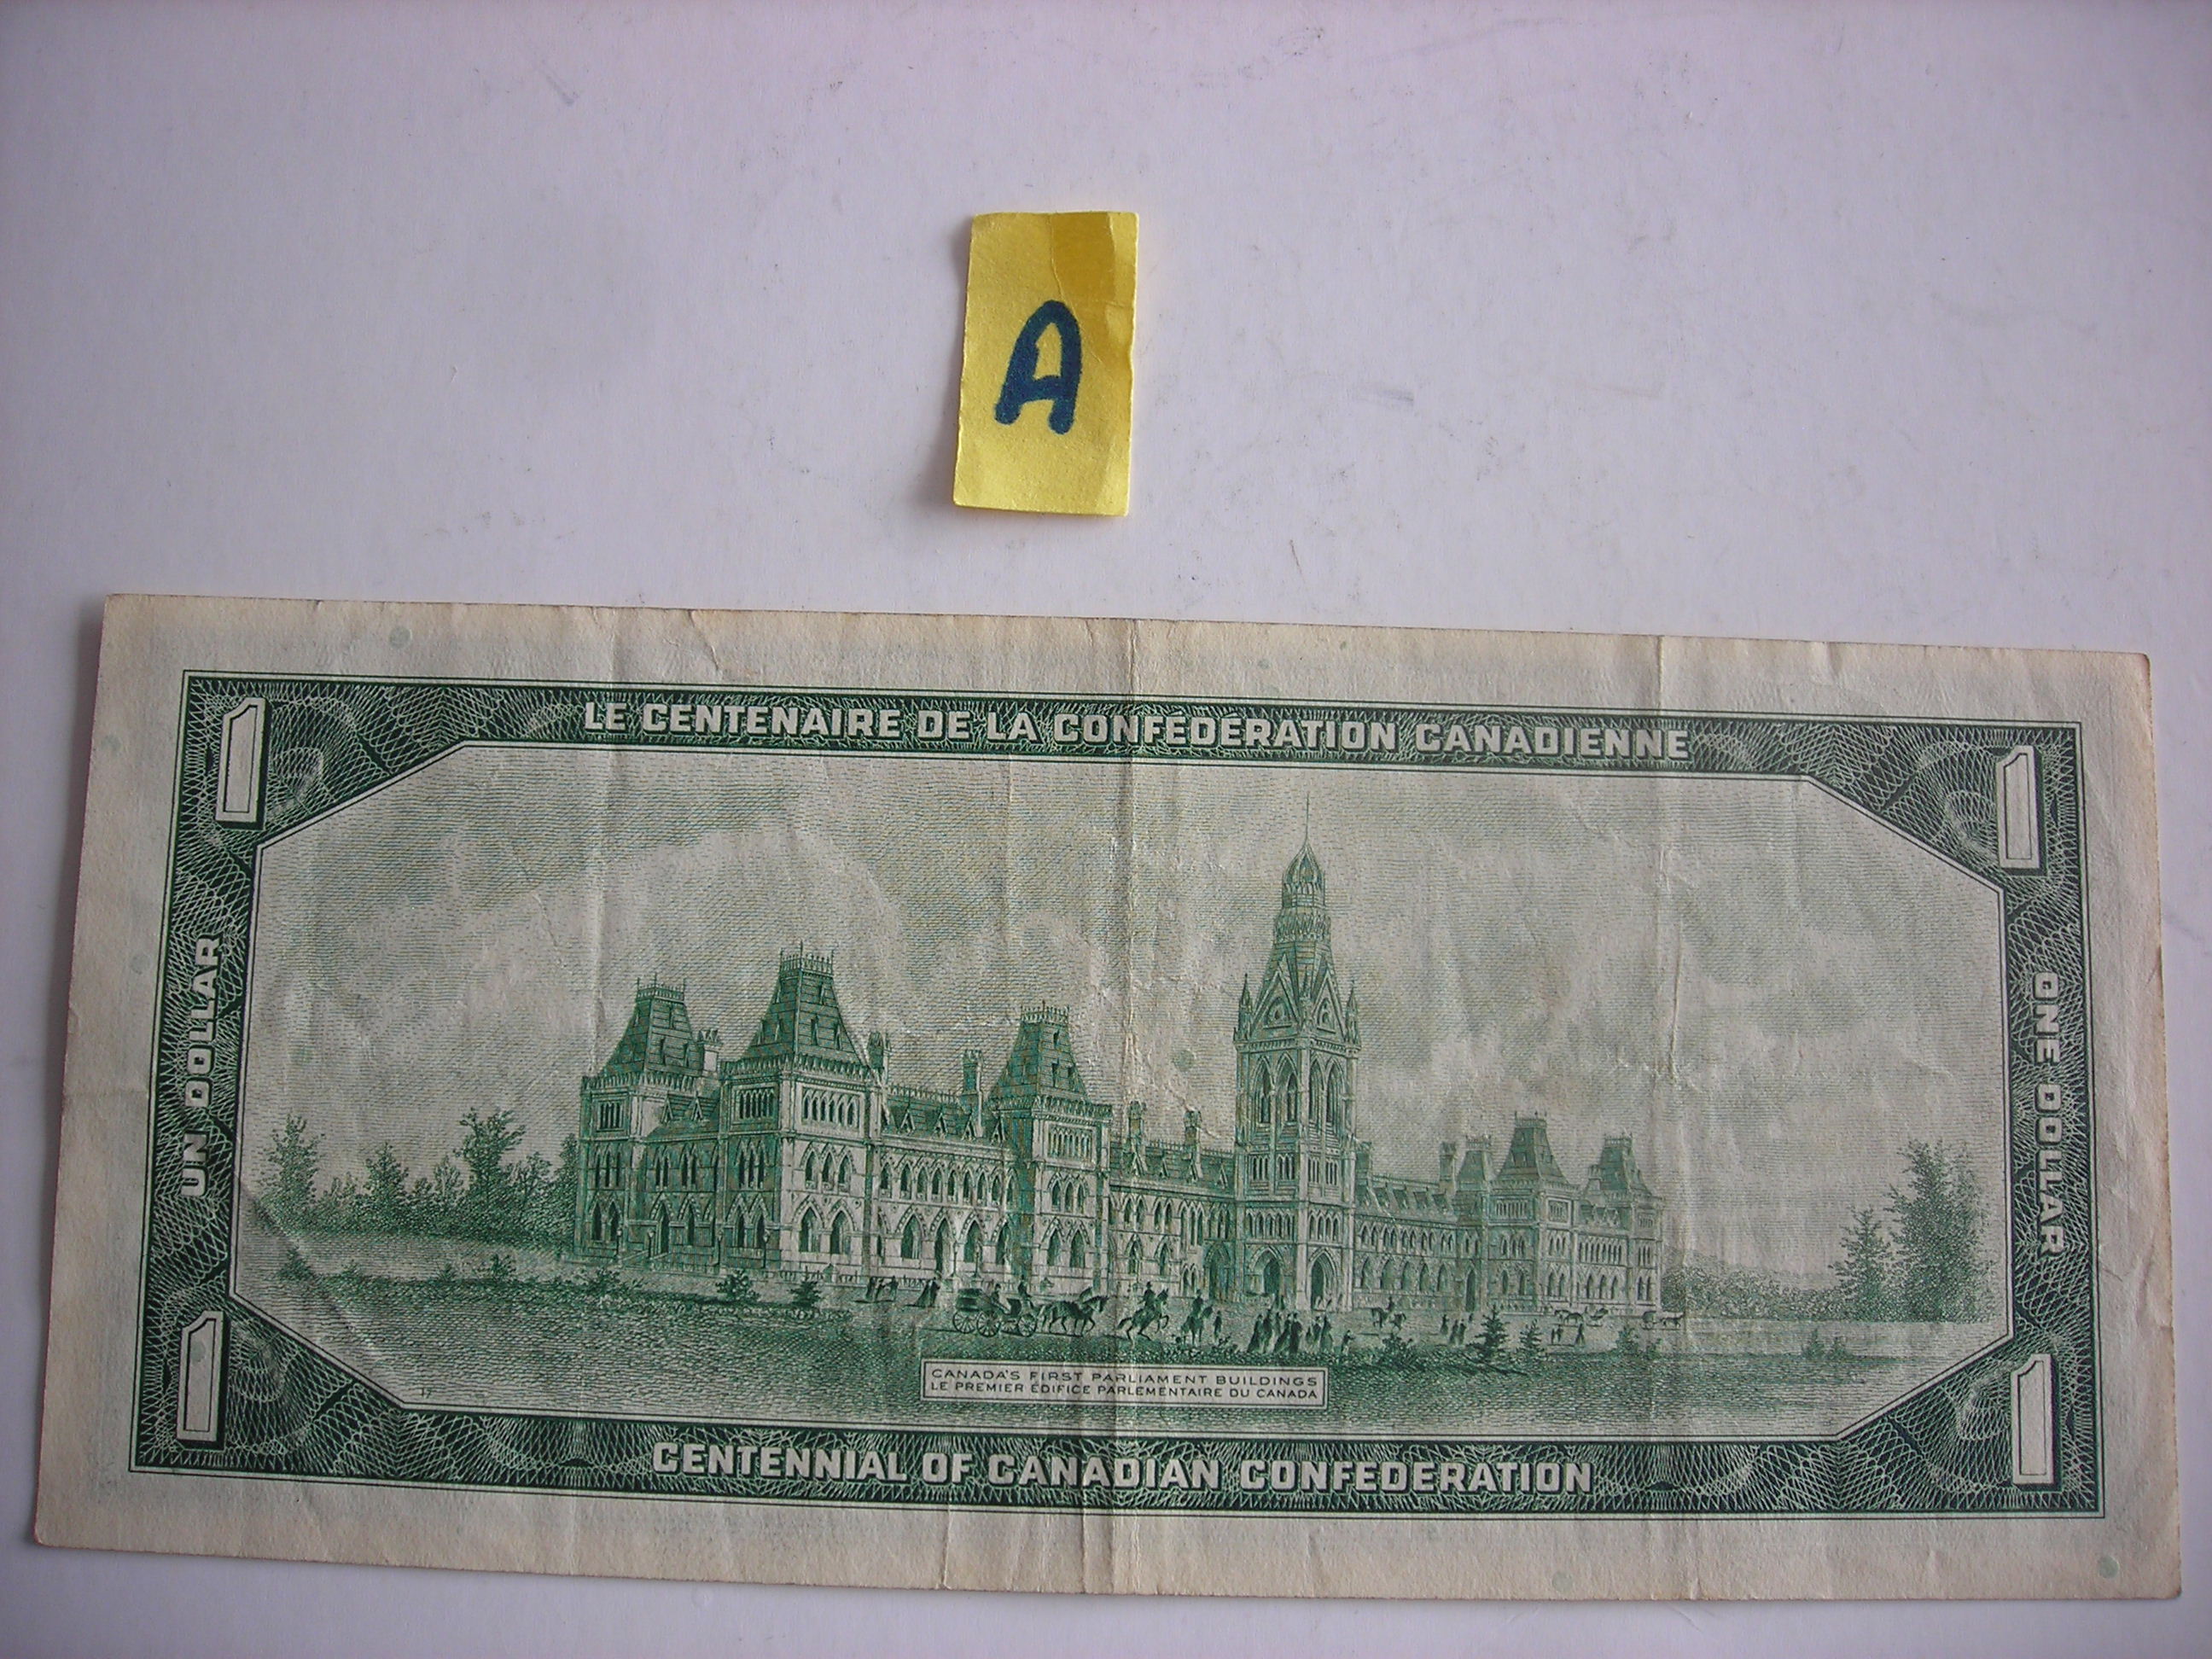 A
LE CENTENAIRE DE LA CONFÉDÉRATION CANADIENNE
1
1
UN DOLLAR
ONE DOLLAR
CANADA'S FIRST PARLIAMENT BUILDINGS
LE PREMIER ÉDIFICE PARLEMENTAIRE DU CANADA
1
1
CENTENNIAL OF CANADIAN CONFEDERATION